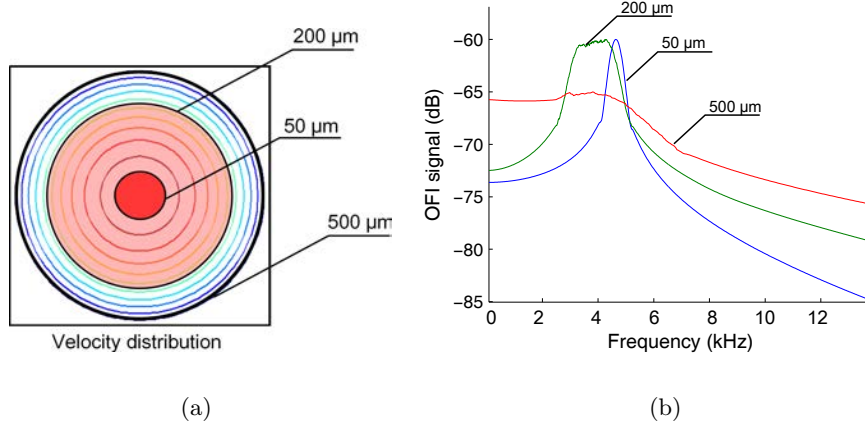 200 µm
50 µm
500 µm
Velocity distribution
(a)
200 µm
50 µm
500 µm
−60
−65
−70
−75
−80
−85
OFI signal (dB)
0 2 4 6 8 10 12
Frequency (kHz)
(b)